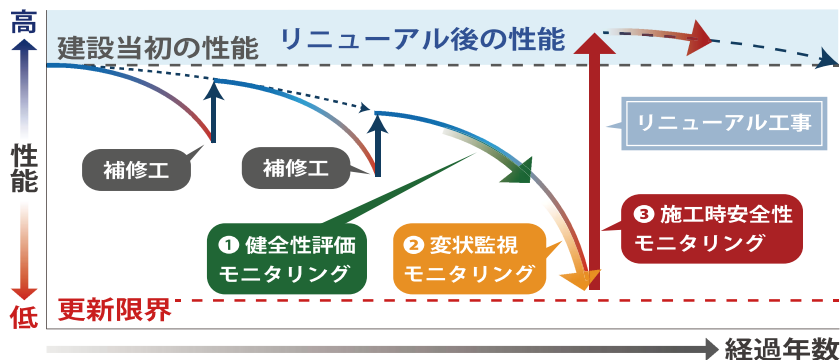 高
建設当初の性能
リニューアル後の性能
性能
リニューアル工事
補修工
補修工
❶ 健全性評価
モニタリング
❷ 変状監視
モニタリング
❸ 施工時安全性
モニタリング
低
更新限界
経過年数